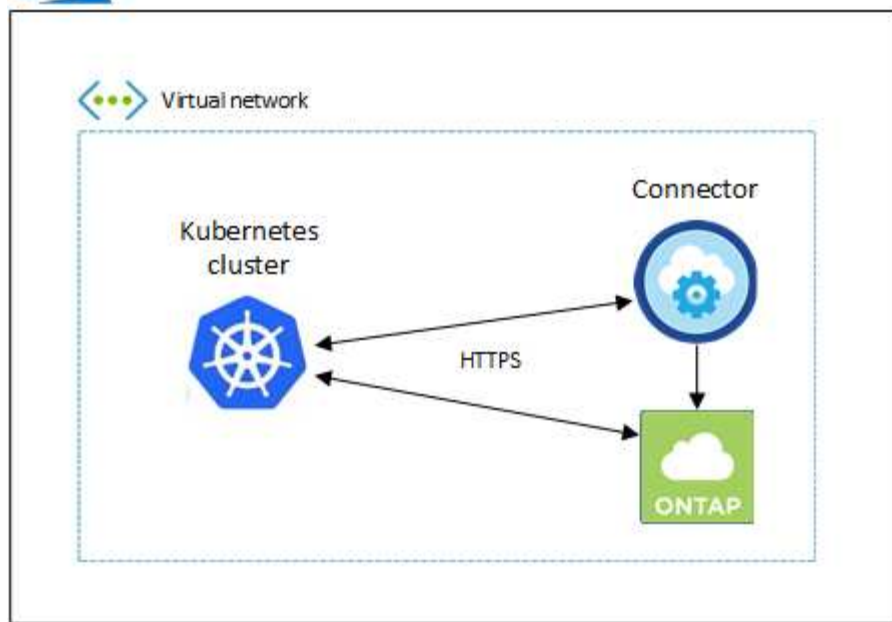 Virtual network
Connector
Kubernetes
cluster
HTTPS
ONTAP